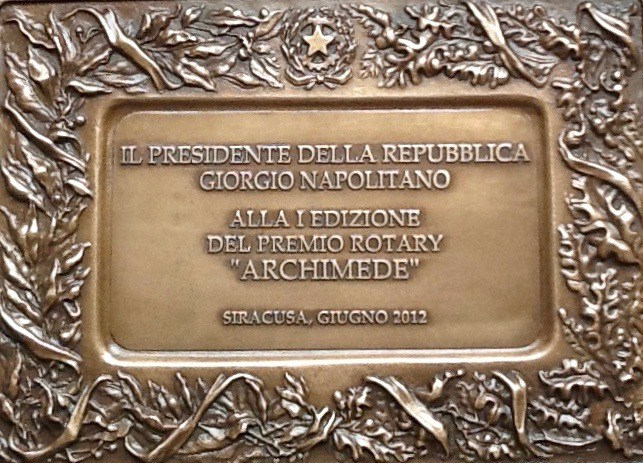 IL PRESIDENTE DELLA REPUBBLICA
GIORGIO NAPOLITANO
ALLA I EDIZIONE
DEL PREMIO ROTARY
"ARCHIMEDE"
SIRACUSA, GIUGNO 2012